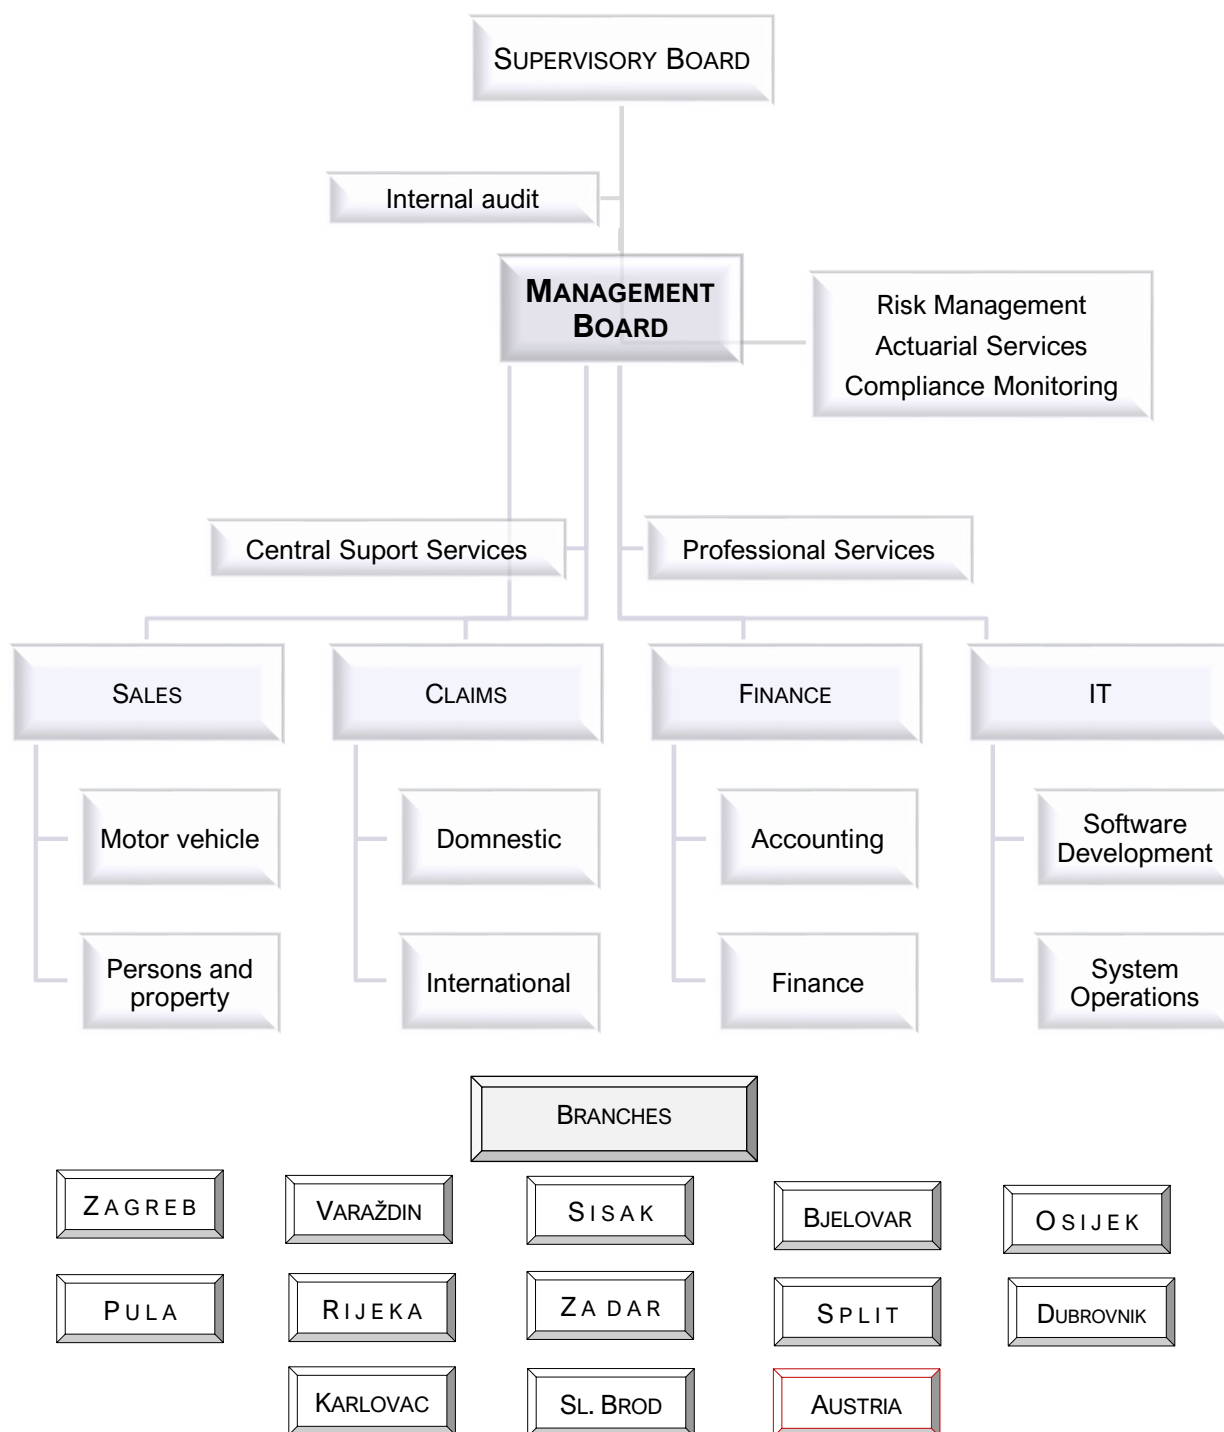 SUPERVISORY BOARD
Internal audit
MANAGEMENT
BOARD
Risk Management
Actuarial Services
Compliance Monitoring
Central Suport Services
Professional Services
SALES
CLAIMS
FINANCE
IT
Motor vehicle
Domnestic
Accounting
Software
Development
Persons and
property
International
Finance
System
Operations
BRANCHES
ZAGREB
VARAŽDIN
SISAK
BJELOVAR
OSIJEK
PULA
RIJEKA
ZADAR
SPLIT
DUBROVNIK
KARLOVAC
SL. BROD
AUSTRIA